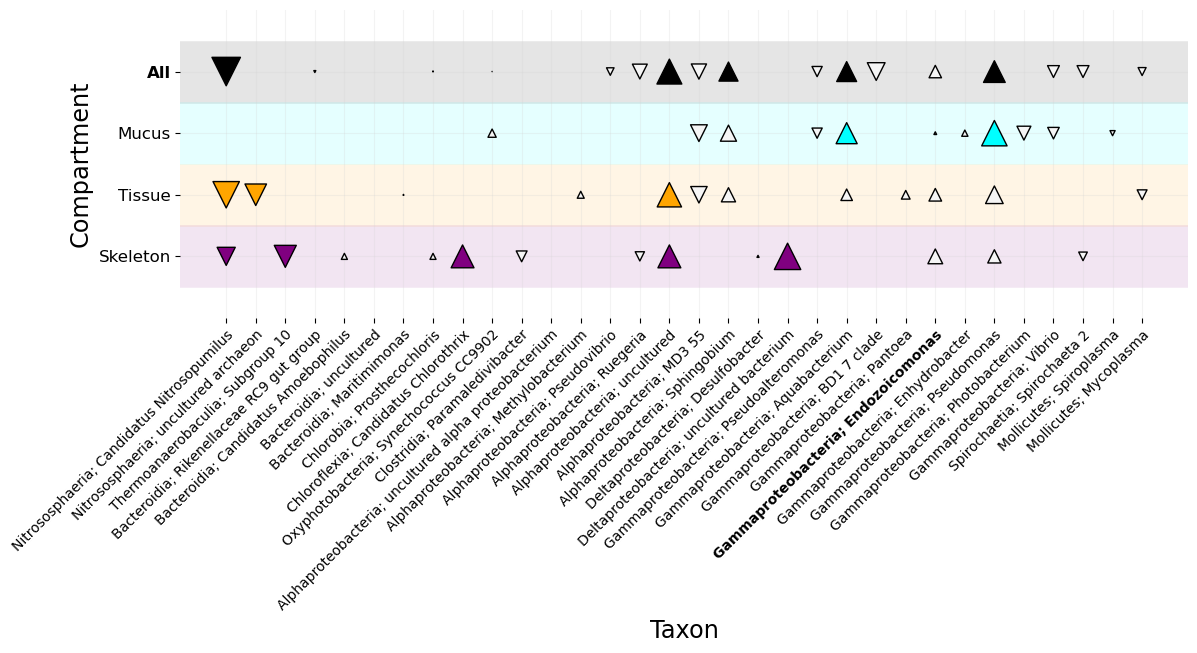 Compartment
All
Mucus
Tissue
Skeleton
Nitrososphaeria; Candidatus Nitrosopumilus
Nitrososphaeria; uncultured archaeon
Thermoanaerobaculia; Subgroup 10
Bacteroidia; Rikenellaceae RC9 gut group
Bacteroidia; Candidatus Amoebophilus
Bacteroidia; uncultured
Bacteroidia; Maritimimonas
Chlorobia; Prosthecochloris
Chloroflexia; Candidatus Chlorothrix
Oxyphotobacteria; Synechococcus CC9902
Clostridia; Paramaledivibacter
Alphaproteobacteria; uncultured alpha proteobacterium
Alphaproteobacteria; Methylobacterium
Alphaproteobacteria; Pseudovibrio
Alphaproteobacteria; Ruegeria
Alphaproteobacteria; uncultured
Alphaproteobacteria; MD3 55
Alphaproteobacteria; Sphingobium
Deltaproteobacteria; Desulfobacter
Deltaproteobacteria; uncultured bacterium
Gammaproteobacteria; Pseudoalteromonas
Gammaproteobacteria; Aquabacterium
Gammaproteobacteria; BD1 7 clade
Gammaproteobacteria; Pantoea
Gammaproteobacteria; Endozoicomonas
Gammaproteobacteria; Enhydrobacter
Gammaproteobacteria; Pseudomonas
Gammaproteobacteria; Photobacterium
Gammaproteobacteria; Vibrio
Spirochaetia; Spirochaeta 2
Mollicutes; Spiroplasma
Mollicutes; Mycoplasma
Taxon